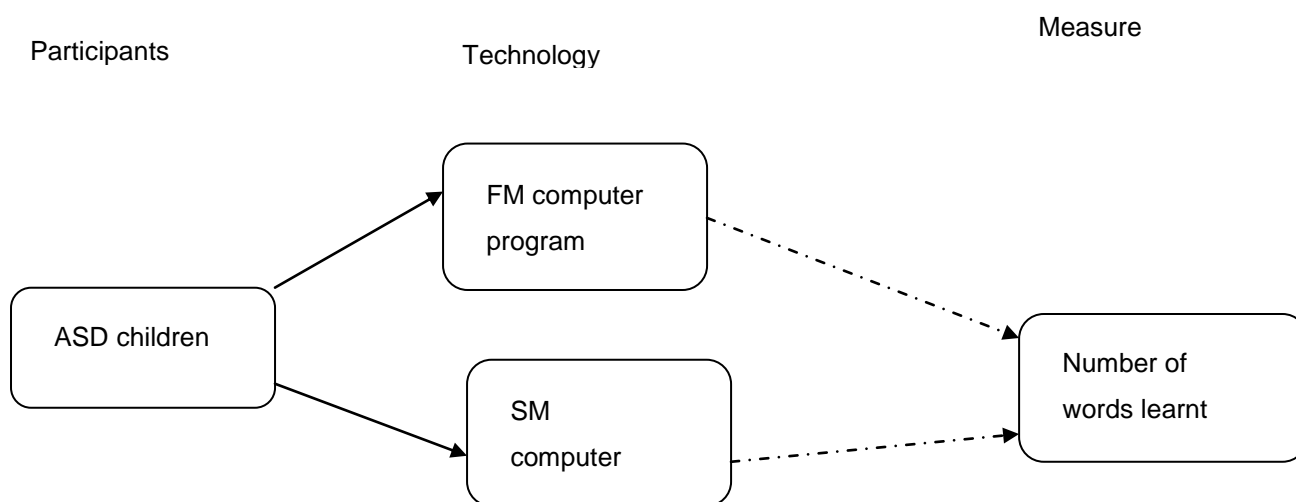 Participants
Technology
Measure
FM computer
program
ASD children
SM
computer
Number of
words learnt